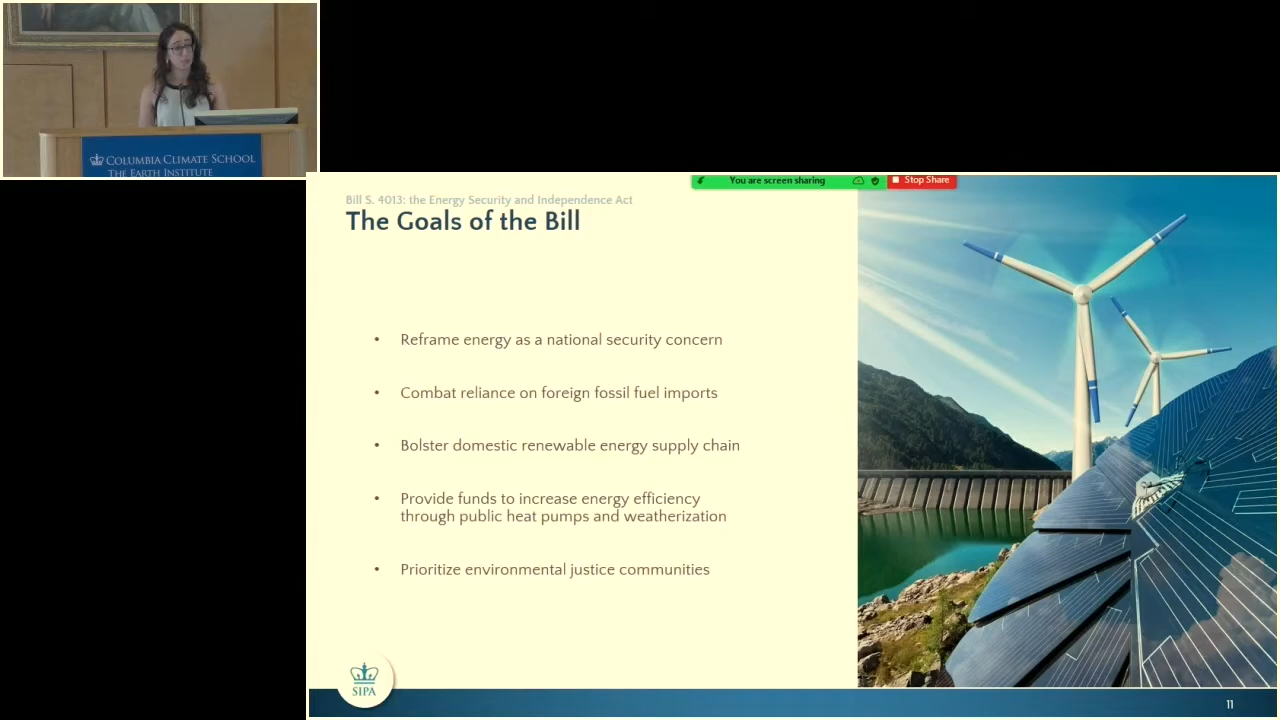 COLUMBIA CLIMATE SCHOOL
THE EARTH INSTITUTE
You are screen sharing
Stop Share
Bill S. 4013: the Energy Security and Independence Act
The Goals of the Bill
• Reframe energy as a national security concern
• Combat reliance on foreign fossil fuel imports
• Bolster domestic renewable energy supply chain
• Provide funds to increase energy efficiency
through public heat pumps and weatherization
• Prioritize environmental justice communities
SIPA
11